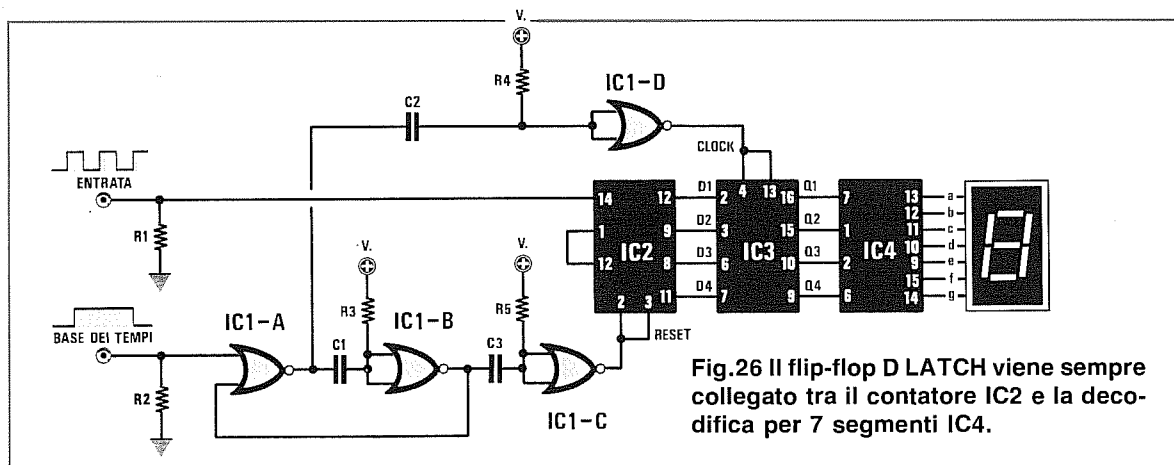 V.
R4
IC1-D
C2
CLOCK
ENTRATA
R1
14 12 D1 2 4 13 16 Q1 7 13 a
12 b
1 9 D2 3 15 Q2 1 11 c
IC2 IC3 IC4 10 d
12 8 D3 6 10 Q3 2 9 e
15 f
11 D4 7 9 Q4 6 14 g
2 3
RESET
V.
V.
R3
R5
BASE DEI TEMPI
IC1-A
C1
IC1-B
C3
R2
IC1-C
Fig.26 Il flip-flop D LATCH viene sempre
collegato tra il contatore IC2 e la deco-
difica per 7 segmenti IC4.